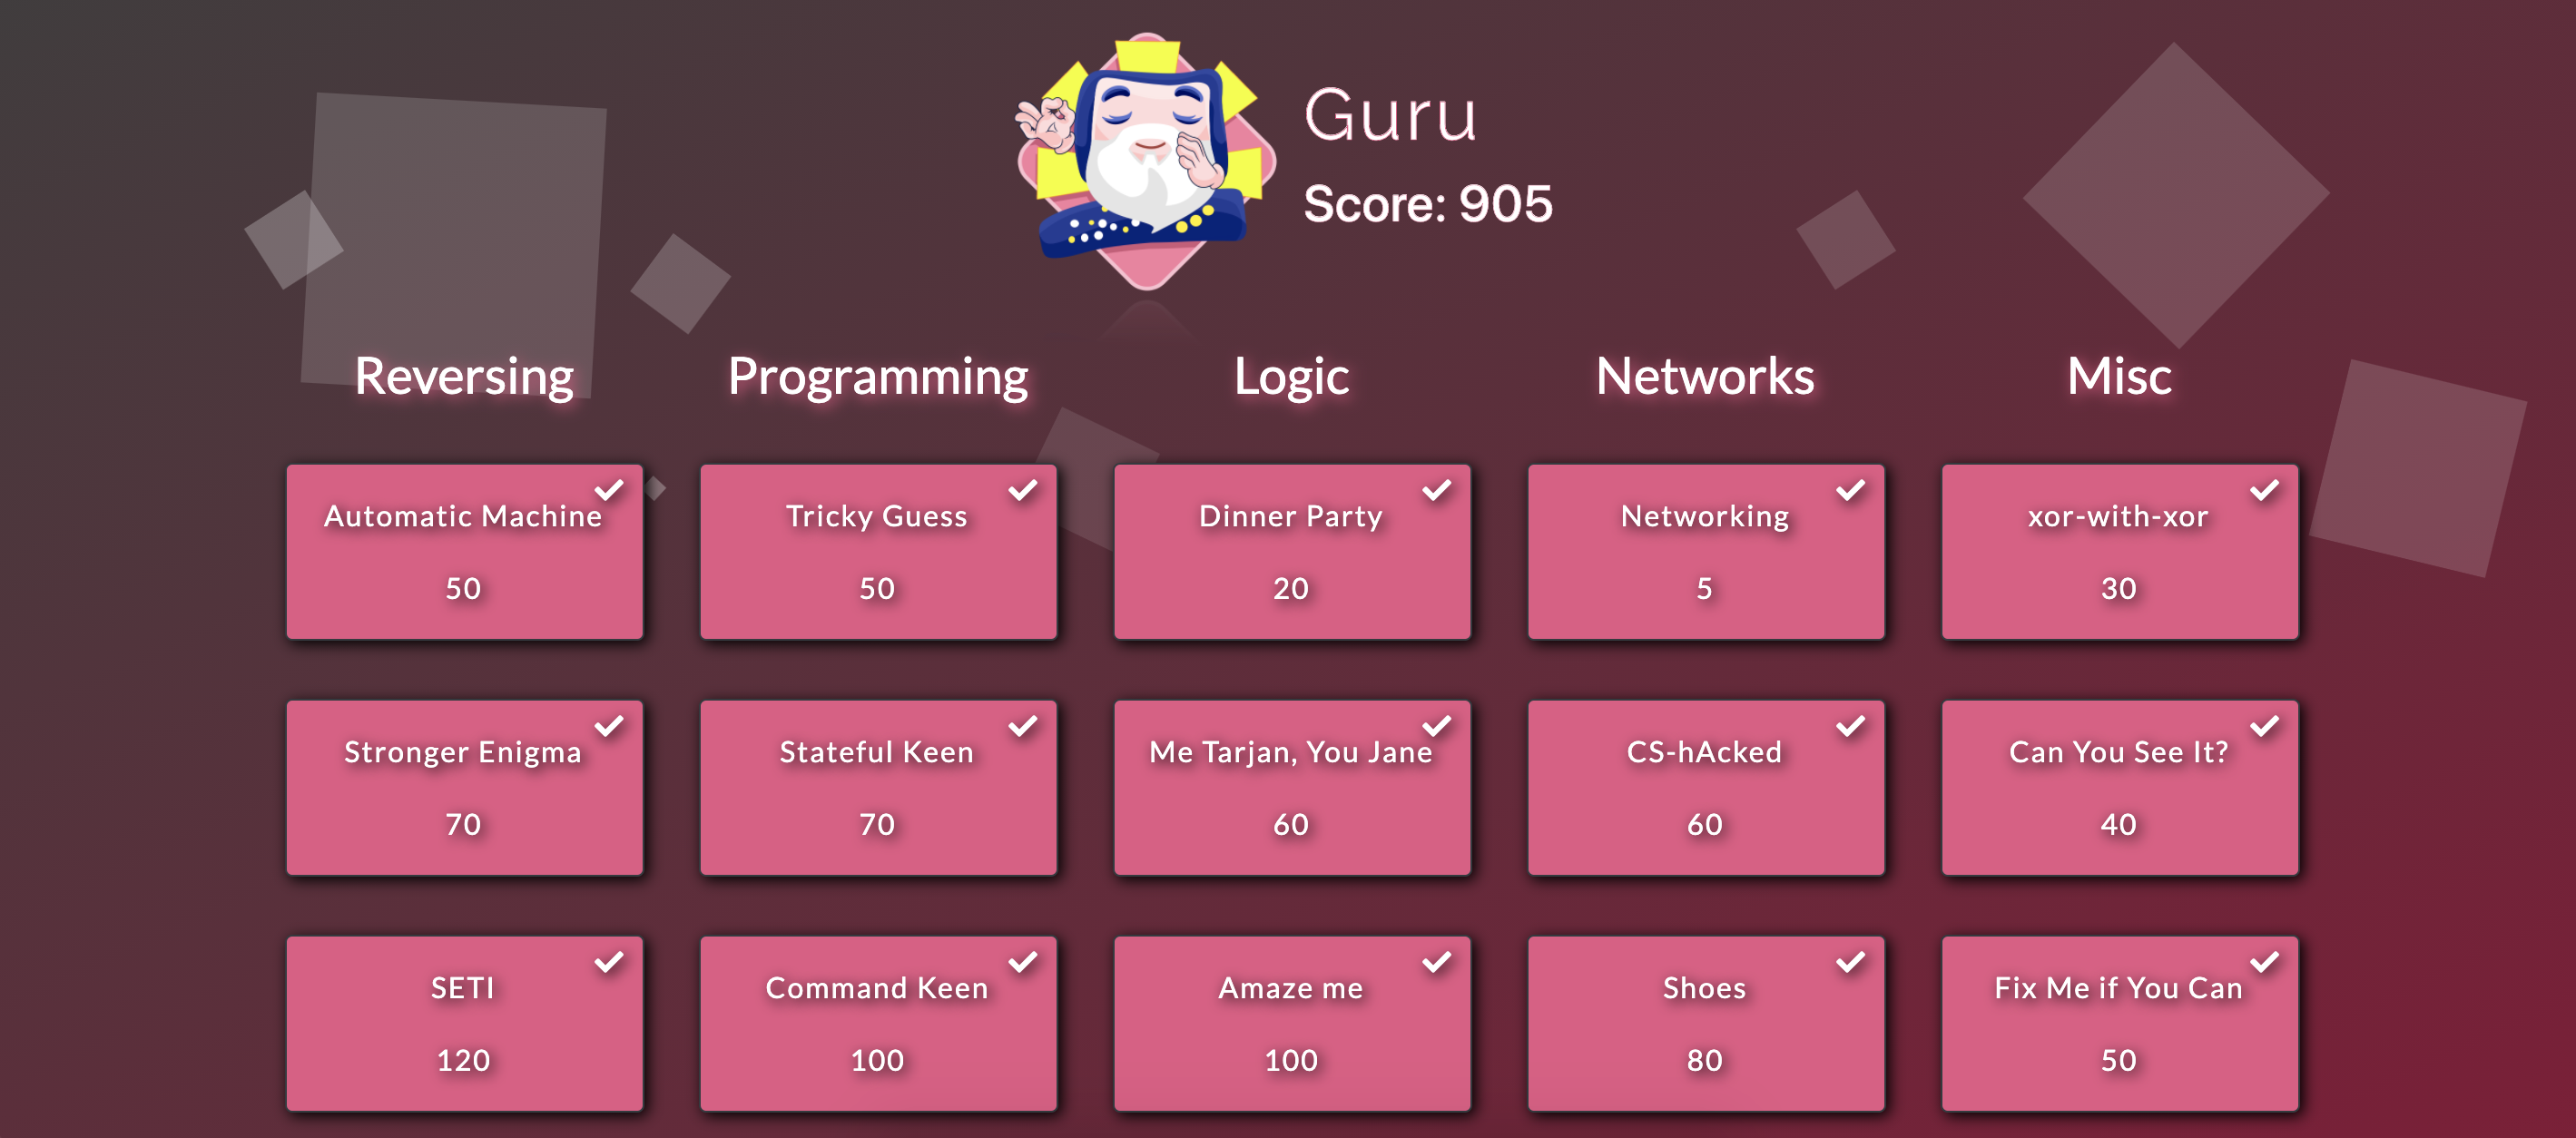 Guru
Score: 905
Reversing
Programming
Logic
Networks
Misc
Automatic Machine
50
Tricky Guess
50
Dinner Party
20
Networking
5
xor-with-xor
30
Stronger Enigma
70
Stateful Keen
70
Me Tarjan, You Jane
60
CS-hAcked
60
Can You See It?
40
SETI
120
Command Keen
100
Amaze me
100
Shoes
80
Fix Me if You Can
50